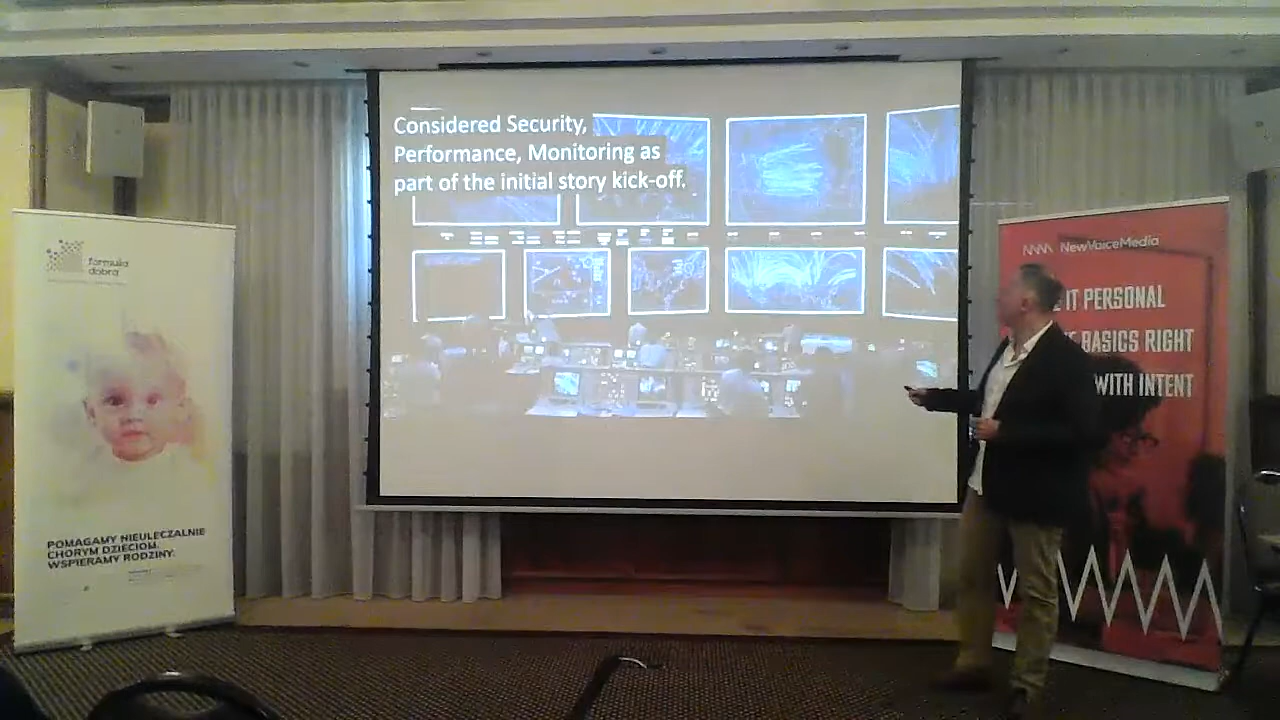 Considered Security,
Performance, Monitoring as
part of the initial story kick-off.
formuła
dobra
POMAGAMY NIEULECZALNIE
CHORYM DZIECIOM.
WSPIERAMY RODZINY.
NewVoiceMedia
IT PERSONAL
BASICS RIGHT
WITH INTENT